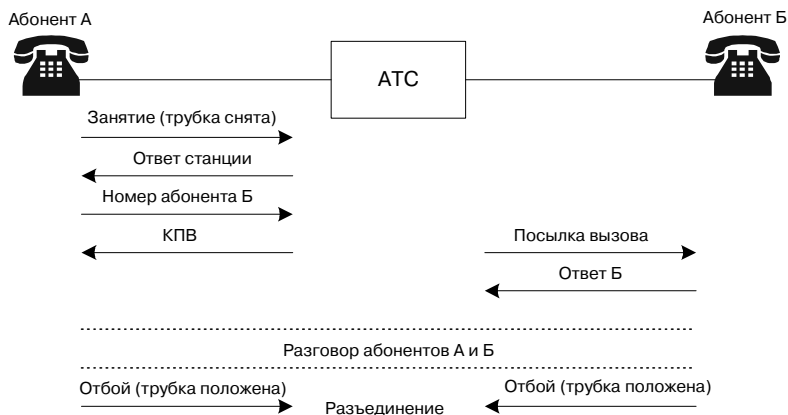 Абонент А
Абонент Б
АТС
Занятие (трубка снята)
Ответ станции
Номер абонента Б
КПВ
Посылка вызова
Ответ Б
Разговор абонентов А и Б
Отбой (трубка положена)
Отбой (трубка положена)
Разъединение